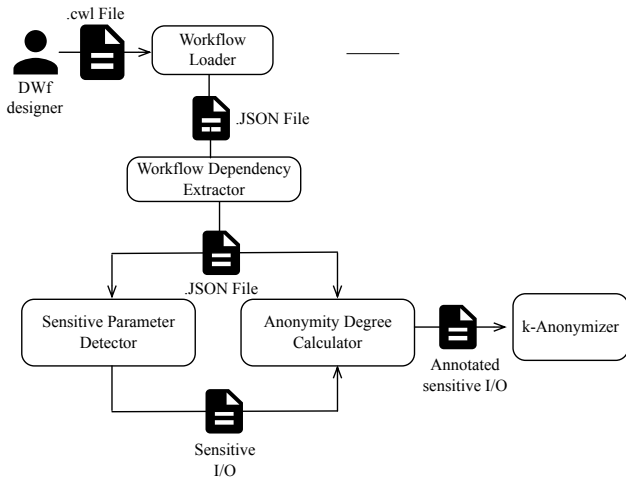 .cwl File
Workflow
Loader
DWf
designer
.JSON File
Workflow Dependency
Extractor
.JSON File
Sensitive Parameter
Detector
Anonymity Degree
Calculator
k-Anonymizer
Annotated
sensitive I/O
Sensitive
I/O